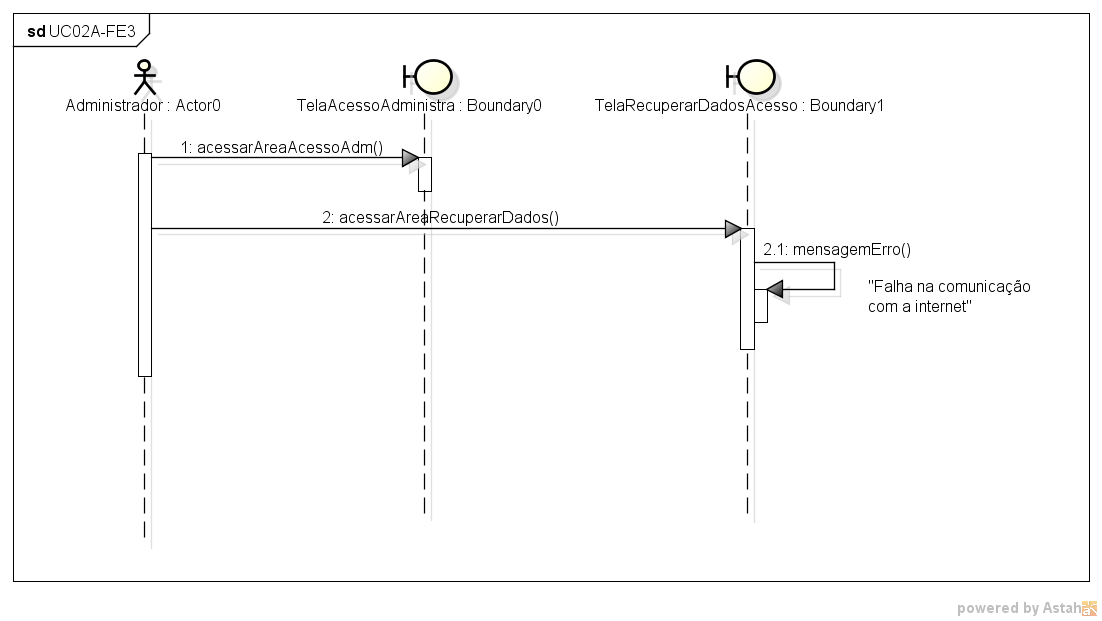 sd UC02A-FE3
Administrador : Actor0
TelaAcessoAdministra : Boundary0
TelaRecuperarDadosAcesso : Boundary1
1: acessarAreaAcessoAdm()
2: acessarAreaRecuperarDados()
2.1: mensagemErro()
"Falha na comunicação
com a internet"
powered by Astah